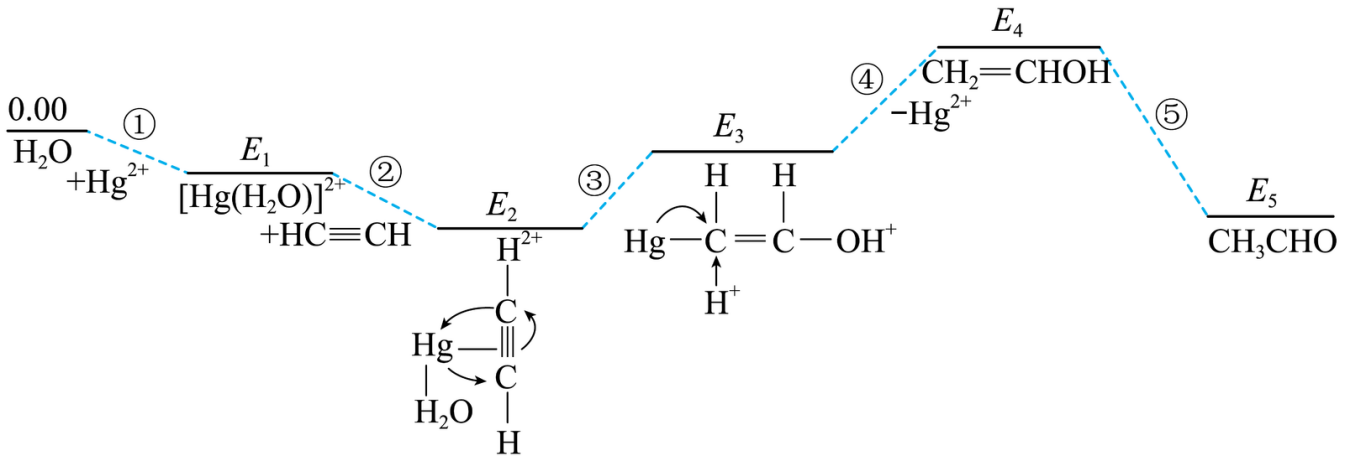 0.00
H₂O
①
+Hg²⁺
E₁
[Hg(H₂O)]²⁺
②
+HC≡CH
E₂
H²⁺
C
Hg
C
H₂O
H
③
E₃
H H
Hg—C=C—OH⁺
H⁺
④
−Hg²⁺
E₄
CH₂=CHOH
⑤
E₅
CH₃CHO